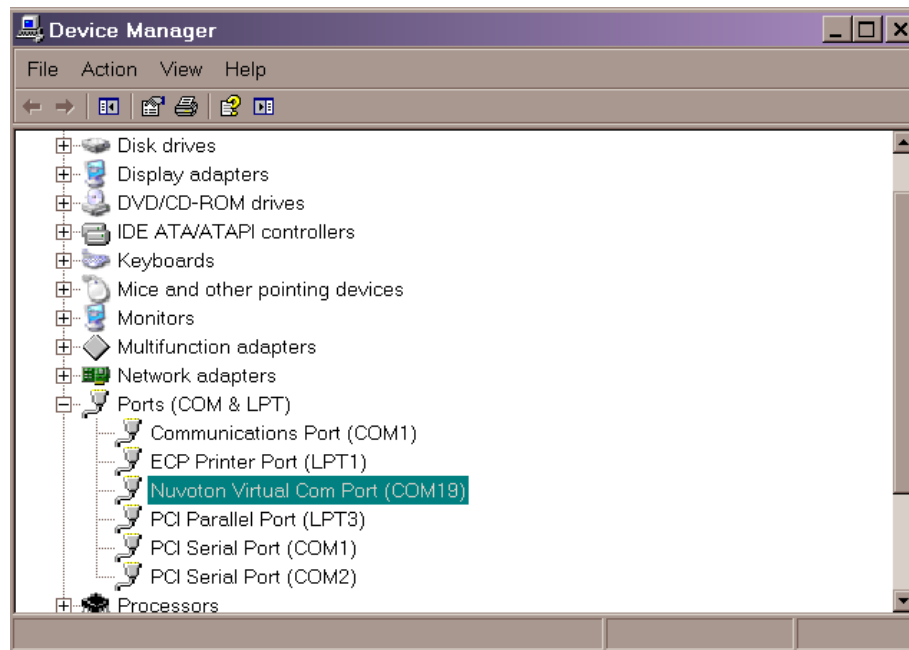 Device Manager
File Action View Help
Disk drives
Display adapters
DVD/CD-ROM drives
IDE ATA/ATAPI controllers
Keyboards
Mice and other pointing devices
Monitors
Multifunction adapters
Network adapters
Ports (COM & LPT)
Communications Port (COM1)
ECP Printer Port (LPT1)
Nuvoton Virtual Com Port (COM19)
PCI Parallel Port (LPT3)
PCI Serial Port (COM1)
PCI Serial Port (COM2)
Processors